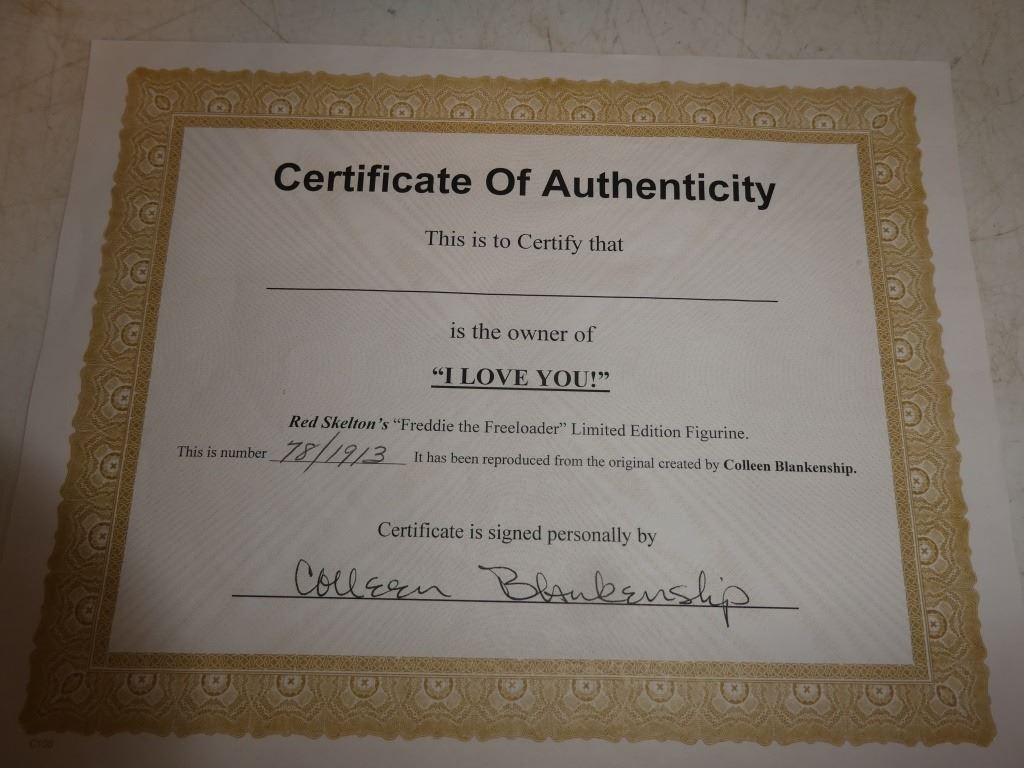 Certificate Of Authenticity
This is to Certify that
is the owner of
“I LOVE YOU!”
Red Skelton's “Freddie the Freeloader” Limited Edition Figurine.
This is number 78/1913 It has been reproduced from the original created by Colleen Blankenship.
Certificate is signed personally by
Colleen Blankenship